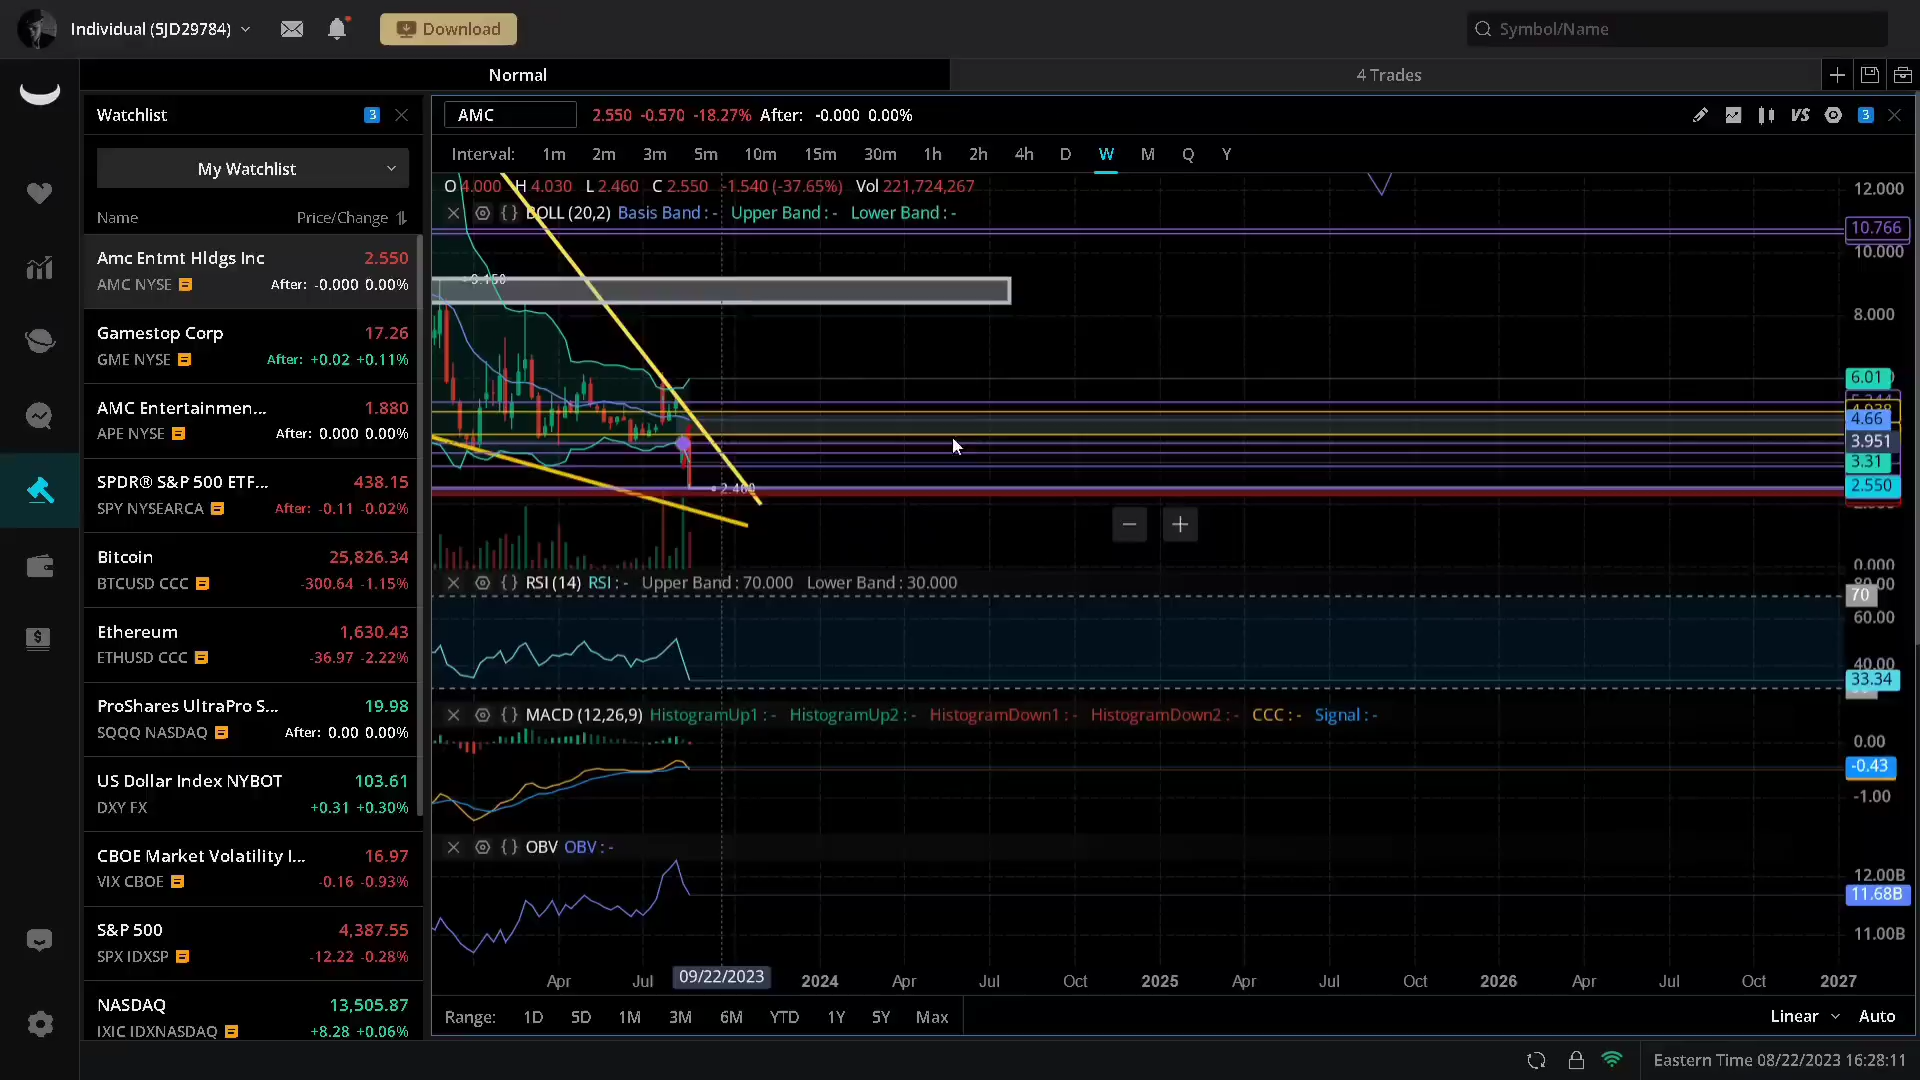 Individual (5JD29784)
Download
Symbol/Name
Normal
4 Trades
Watchlist
3
My Watchlist
Name
Price/Change
Amc Entmt Hldgs Inc
2.550
AMC NYSE
After: -0.000 0.00%
Gamestop Corp
17.26
GME NYSE
After: +0.02 +0.11%
AMC Entertainmen...
1.880
APE NYSE
After: 0.000 0.00%
SPDR® S&P 500 ETF...
438.15
SPY NYSEARCA
After: -0.11 -0.02%
Bitcoin
25,826.34
BTCUSD CCC
-300.64 -1.15%
Ethereum
1,630.43
ETHUSD CCC
-36.97 -2.22%
ProShares UltraPro S...
19.98
SQQQ NASDAQ
After: 0.00 0.00%
US Dollar Index NYBOT
103.61
DXY FX
+0.31 +0.30%
CBOE Market Volatility I...
16.97
VIX CBOE
-0.16 -0.93%
S&P 500
4,387.55
SPX IDXSP
-12.22 -0.28%
NASDAQ
13,505.87
IXIC IDXNASDAQ
+8.28 +0.06%
AMC
2.550 -0.570 -18.27% After: -0.000 0.00%
VS
3
Interval: 1m 2m 3m 5m 10m 15m 30m 1h 2h 4h D W M Q Y
O 4.000 H 4.030 L 2.460 C 2.550 -1.540 (-37.65%) Vol 221,724,267
BOLL (20,2) Basis Band : - Upper Band : - Lower Band : -
12.000
10.766
10.000
8.000
6.01
4.66
3.951
3.31
2.550
0.000
2.460
RSI (14) RSI : - Upper Band : 70.000 Lower Band : 30.000
80.00
70
60.00
40.00
33.34
MACD (12,26,9) HistogramUp1 : - HistogramUp2 : - HistogramDown1 : - HistogramDown2 : - CCC : - Signal : -
0.00
-0.43
-1.00
OBV OBV : -
12.00B
11.68B
11.00B
Apr Jul 09/22/2023 2024 Apr Jul Oct 2025 Apr Jul Oct 2026 Apr Jul Oct 2027
Range: 1D 5D 1M 3M 6M YTD 1Y 5Y Max
Linear
Auto
Eastern Time 08/22/2023 16:28:11